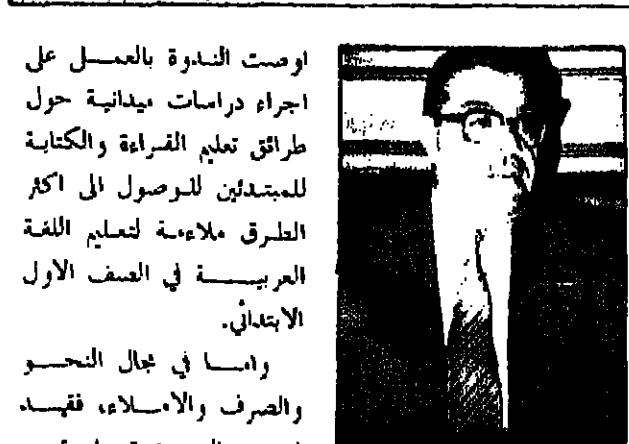 اوصت الندوة بالعمل على
اجراء دراسات ميدانية حول
طرائق تعليم القراءة والكتابة
للمبتدئين للوصول الى اكثر
الطرق ملاءمة لتعليم اللغة
العربية في الصف الاول
الابتدائي.
واما في مجال النحو
والصرف والاملاء، فقد